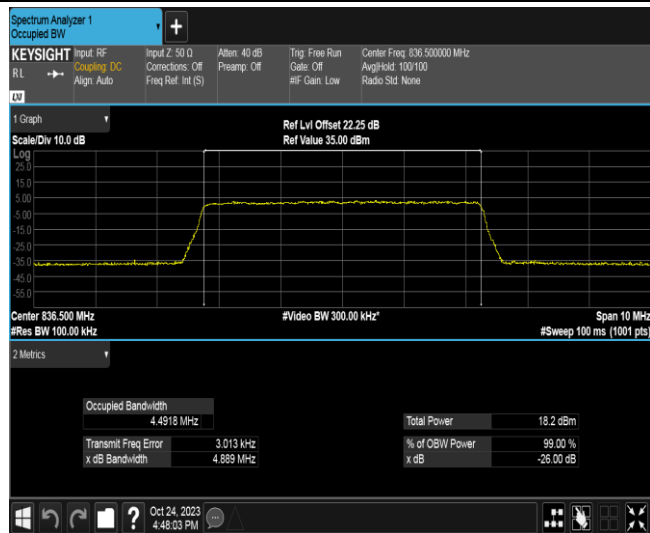 Spectrum Analyzer 1
Occupied BW
KEYSIGHT
RL
Input: RF
Coupling: DC
Align: Auto
Input Z: 50 Ω
Corrections: Off
Freq Ref: Int (S)
Atten: 40 dB
Preamp: Off
Trig: Free Run
Gate: Off
#IF Gain: Low
Center Freq: 836.500000 MHz
Avg|Hold: 100/100
Radio Std: None
1 Graph
Scale/Div 10.0 dB
Ref Lvl Offset 22.25 dB
Ref Value 35.00 dBm
Log
25.0
15.0
5.00
-5.00
-15.0
-25.0
-35.0
-45.0
-55.0
Center 836.500 MHz
#Res BW 100.00 kHz
#Video BW 300.00 kHz*
Span 10 MHz
#Sweep 100 ms (1001 pts)
2 Metrics
Occupied Bandwidth
4.4918 MHz
Total Power 18.2 dBm
Transmit Freq Error 3.013 kHz
% of OBW Power 99.00 %
x dB Bandwidth 4.889 MHz
x dB -26.00 dB
Oct 24, 2023
4:48:03 PM